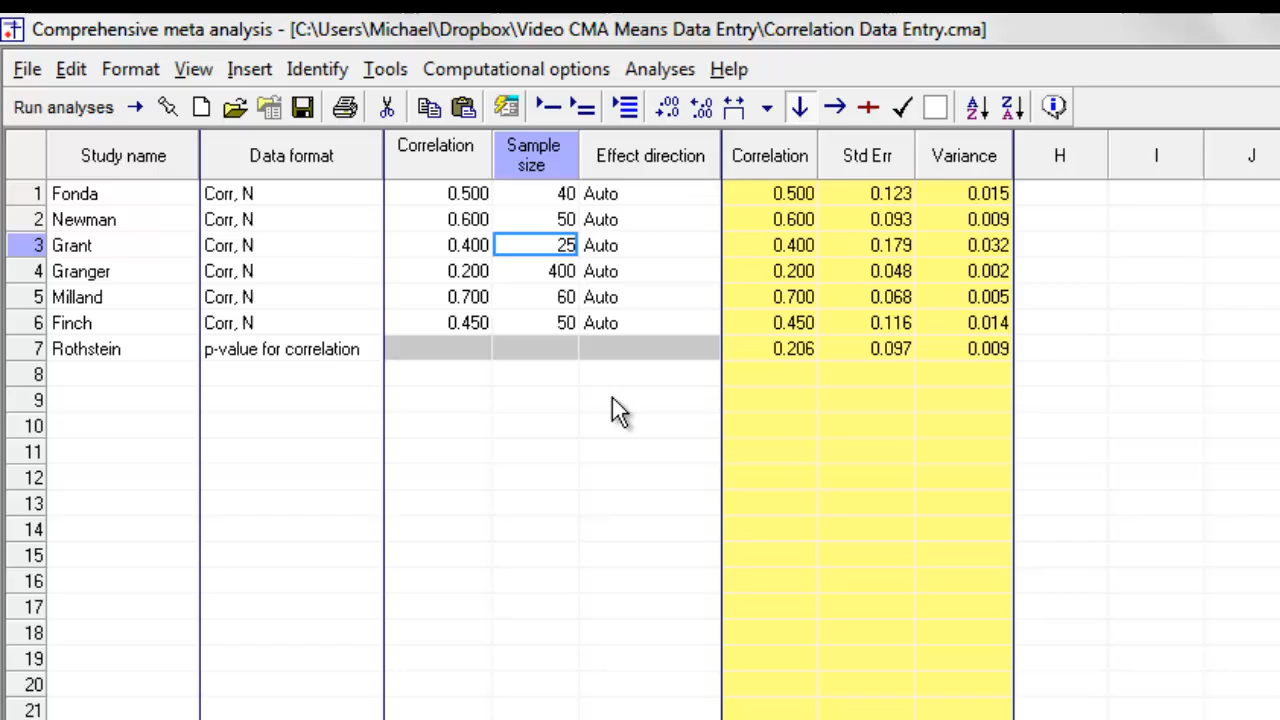 Comprehensive meta analysis - [C:\Users\Michael\Dropbox\Video CMA Means Data Entry\Correlation Data Entry.cma]
File Edit Format View Insert Identify Tools Computational options Analyses Help
Run analyses
Study name Data format Correlation Sample size Effect direction Correlation Std Err Variance H I J
1 Fonda Corr, N 0.500 40 Auto 0.500 0.123 0.015
2 Newman Corr, N 0.600 50 Auto 0.600 0.093 0.009
3 Grant Corr, N 0.400 25 Auto 0.400 0.179 0.032
4 Granger Corr, N 0.200 400 Auto 0.200 0.048 0.002
5 Milland Corr, N 0.700 60 Auto 0.700 0.068 0.005
6 Finch Corr, N 0.450 50 Auto 0.450 0.116 0.014
7 Rothstein p-value for correlation 0.206 0.097 0.009
8
9
10
11
12
13
14
15
16
17
18
19
20
21